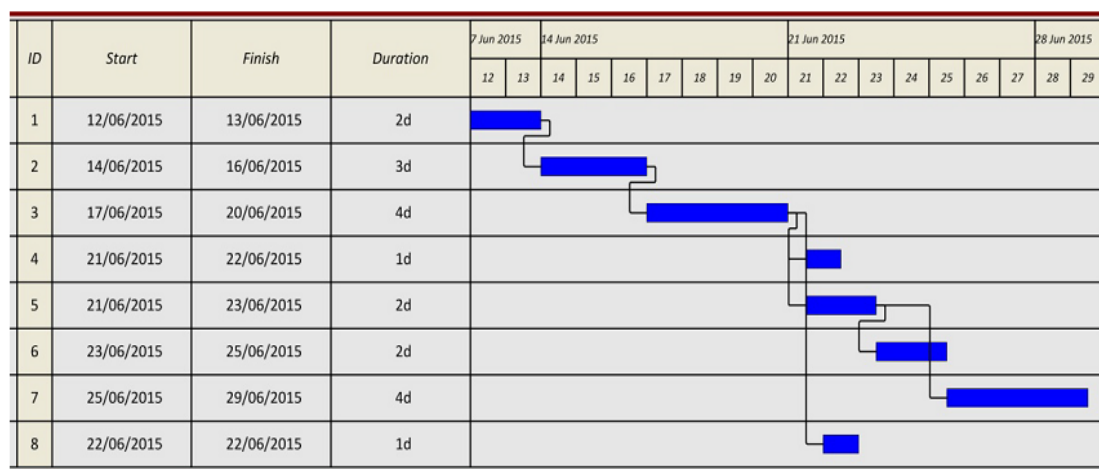 ID Start Finish Duration 7 Jun 2015 14 Jun 2015 21 Jun 2015 28 Jun 2015
12 13 14 15 16 17 18 19 20 21 22 23 24 25 26 27 28 29
1 12/06/2015 13/06/2015 2d
2 14/06/2015 16/06/2015 3d
3 17/06/2015 20/06/2015 4d
4 21/06/2015 22/06/2015 1d
5 21/06/2015 23/06/2015 2d
6 23/06/2015 25/06/2015 2d
7 25/06/2015 29/06/2015 4d
8 22/06/2015 22/06/2015 1d